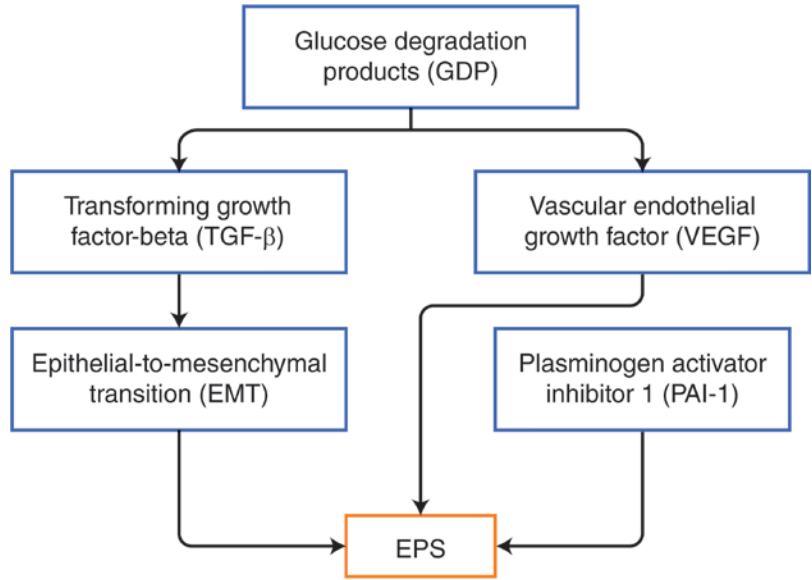 Glucose degradation
products (GDP)
Transforming growth
factor-beta (TGF-β)
Vascular endothelial
growth factor (VEGF)
Epithelial-to-mesenchymal
transition (EMT)
Plasminogen activator
inhibitor 1 (PAI-1)
EPS